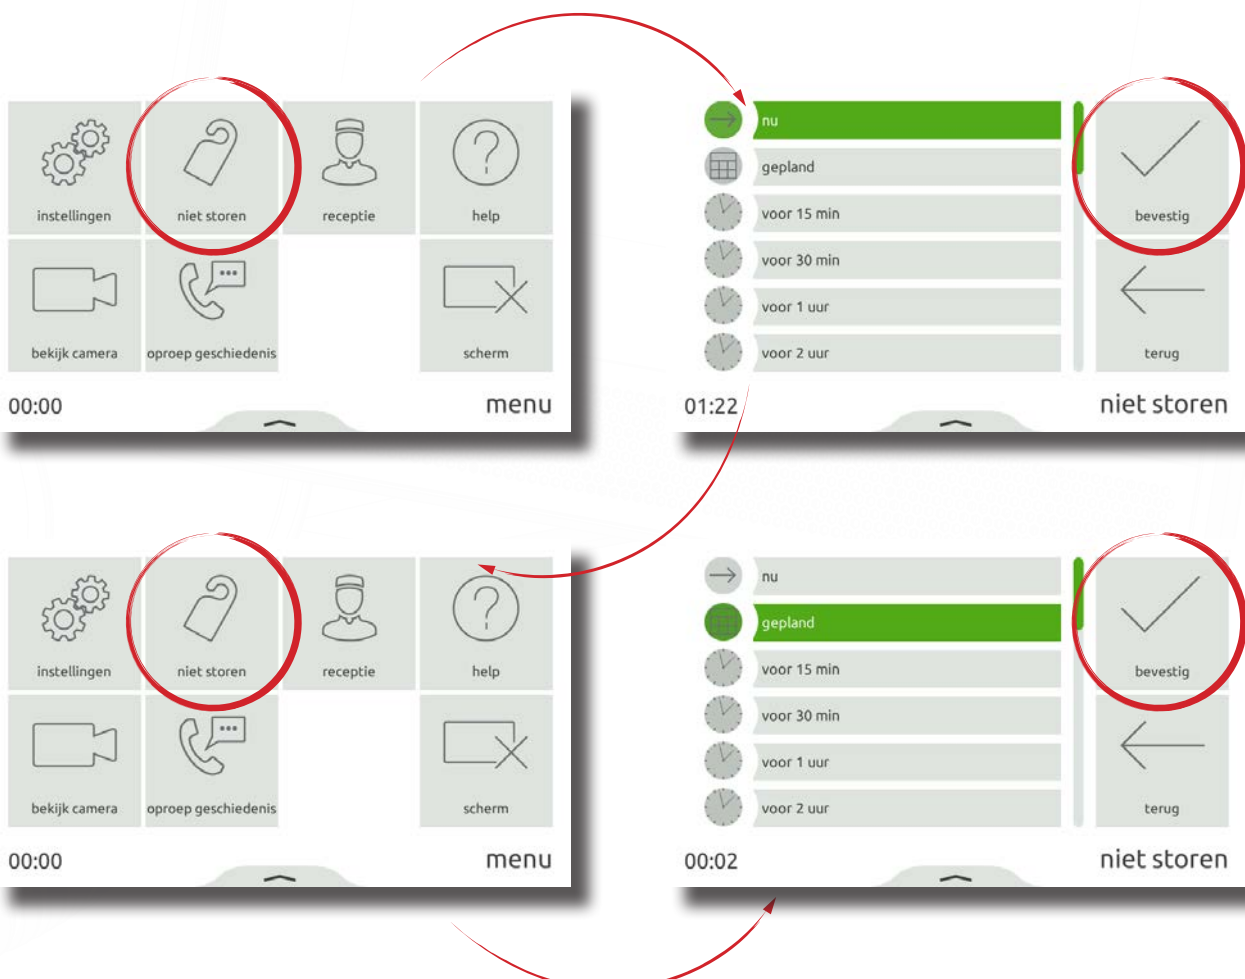 instellingen niet storen receptie help
bekijk camera oproep geschiedenis scherm
00:00 menu
nu
gepland
voor 15 min
voor 30 min
voor 1 uur
voor 2 uur
bevestig
terug
01:22 niet storen
instellingen niet storen receptie help
bekijk camera oproep geschiedenis scherm
00:00 menu
nu
gepland
voor 15 min
voor 30 min
voor 1 uur
voor 2 uur
bevestig
terug
00:02 niet storen